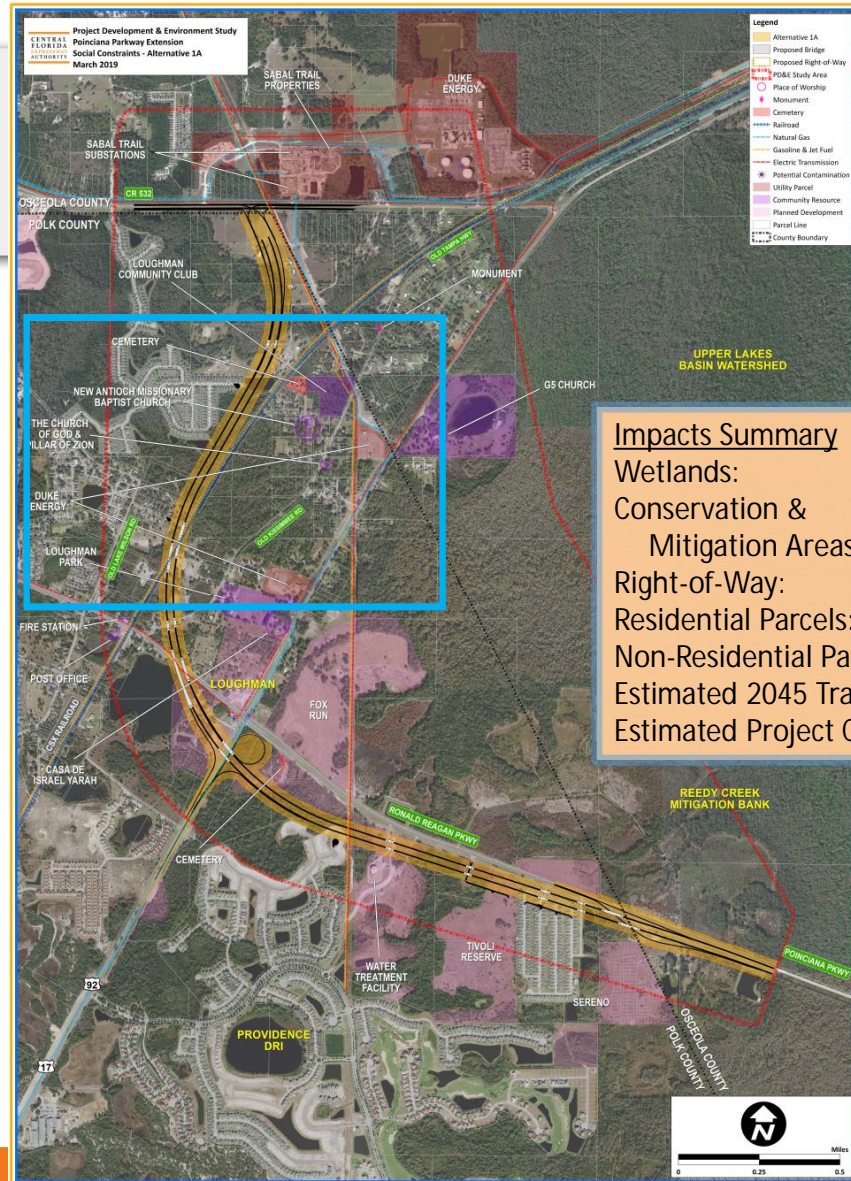 CENTRAL
FLORIDA
EXPRESSWAY
AUTHORITY
Project Development & Environment Study
Poinciana Parkway Extension
Social Constraints - Alternative 1A
March 2019
Legend
Alternative 1A
Proposed Bridge
Proposed Right-of-Way
PD&E Study Area
Place of Worship
Monument
Cemetery
Railroad
Natural Gas
Gasoline & Jet Fuel
Electric Transmission
Potential Contamination
Utility Parcel
Community Resource
Planned Development
Parcel Line
County Boundary
SABAL TRAIL
PROPERTIES
DUKE
ENERGY
SABAL TRAIL
SUBSTATIONS
CR 532
OSCEOLA COUNTY
POLK COUNTY
OLD TAMPA HWY
LOUGHMAN
COMMUNITY CLUB
MONUMENT
CEMETERY
UPPER LAKES
BASIN WATERSHED
NEW ANTIOCH MISSIONARY
BAPTIST CHURCH
G5 CHURCH
THE CHURCH
OF GOD &
PILLAR OF ZION
DUKE
ENERGY
OLD LAKE WILSON RD
OLD KISSIMMEE RD
LOUGHMAN
PARK
FIRE STATION
POST OFFICE
LOUGHMAN
FOX
RUN
CSX RAILROAD
CASA DE
ISRAEL YARAH
Impacts Summary
Wetlands:
Conservation &
Mitigation Areas
Right-of-Way:
Residential Parcels:
Non-Residential Pa
Estimated 2045 Tra
Estimated Project
REEDY CREEK
MITIGATION BANK
RONALD REAGAN PKWY
CEMETERY
POINCIANA PKWY
WATER
TREATMENT
FACILITY
TIVOLI
RESERVE
SERENO
OSCEOLA COUNTY
POLK COUNTY
92
17
PROVIDENCE
DRI
N
Miles
0 0.25 0.5